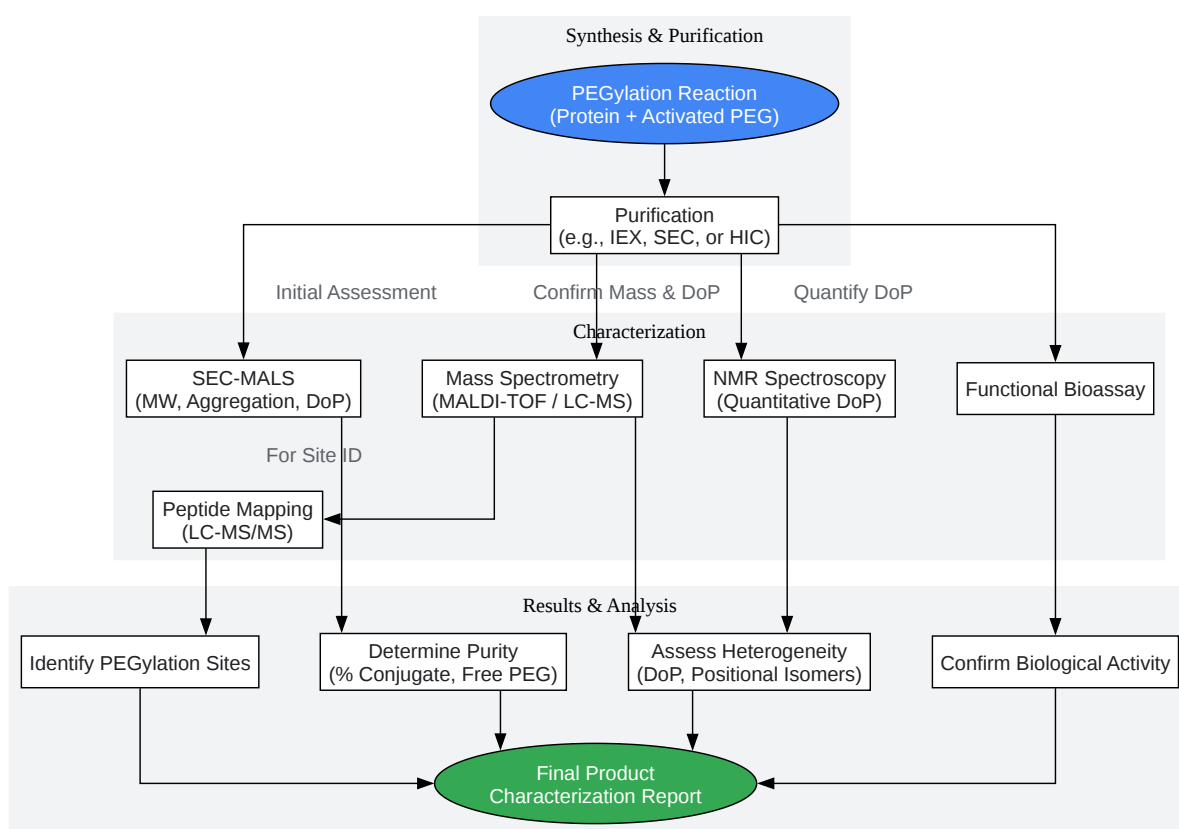 Synthesis & Purification
PEGylation Reaction
(Protein + Activated PEG)
Purification
(e.g., IEX, SEC, or HIC)
Initial Assessment
Confirm Mass & DoP
Quantify DoP
Characterization
SEC-MALS
(MW, Aggregation, DoP)
Mass Spectrometry
(MALDI-TOF / LC-MS)
NMR Spectroscopy
(Quantitative DoP)
Functional Bioassay
For Site ID
Peptide Mapping
(LC-MS/MS)
Results & Analysis
Identify PEGylation Sites
Determine Purity
(% Conjugate, Free PEG)
Assess Heterogeneity
(DoP, Positional Isomers)
Confirm Biological Activity
Final Product
Characterization Report